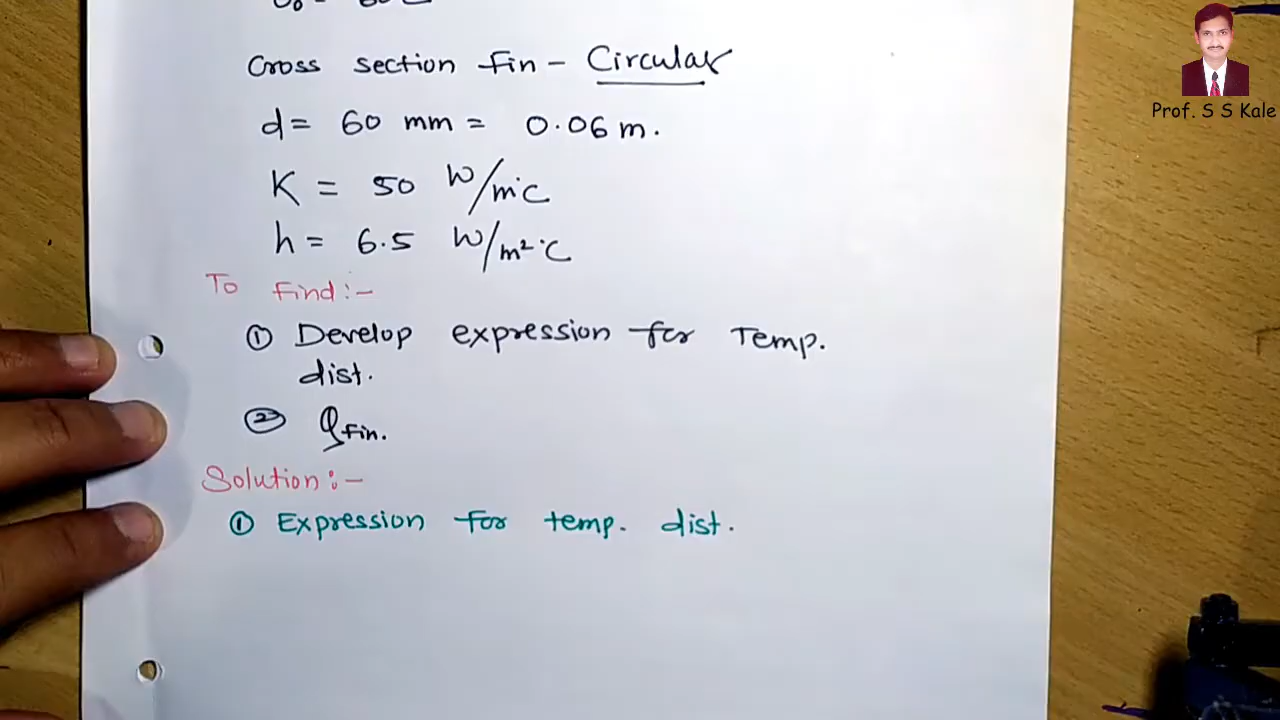 Cross section fin - Circular
d = 60 mm = 0.06 m.
K = 50 W/m°C
h = 6.5 W/m² °C
To find :-
① Develop expression for Temp.
dist.
② Qfin.
Solution :-
① Expression for temp. dist.
Prof. S S Kale